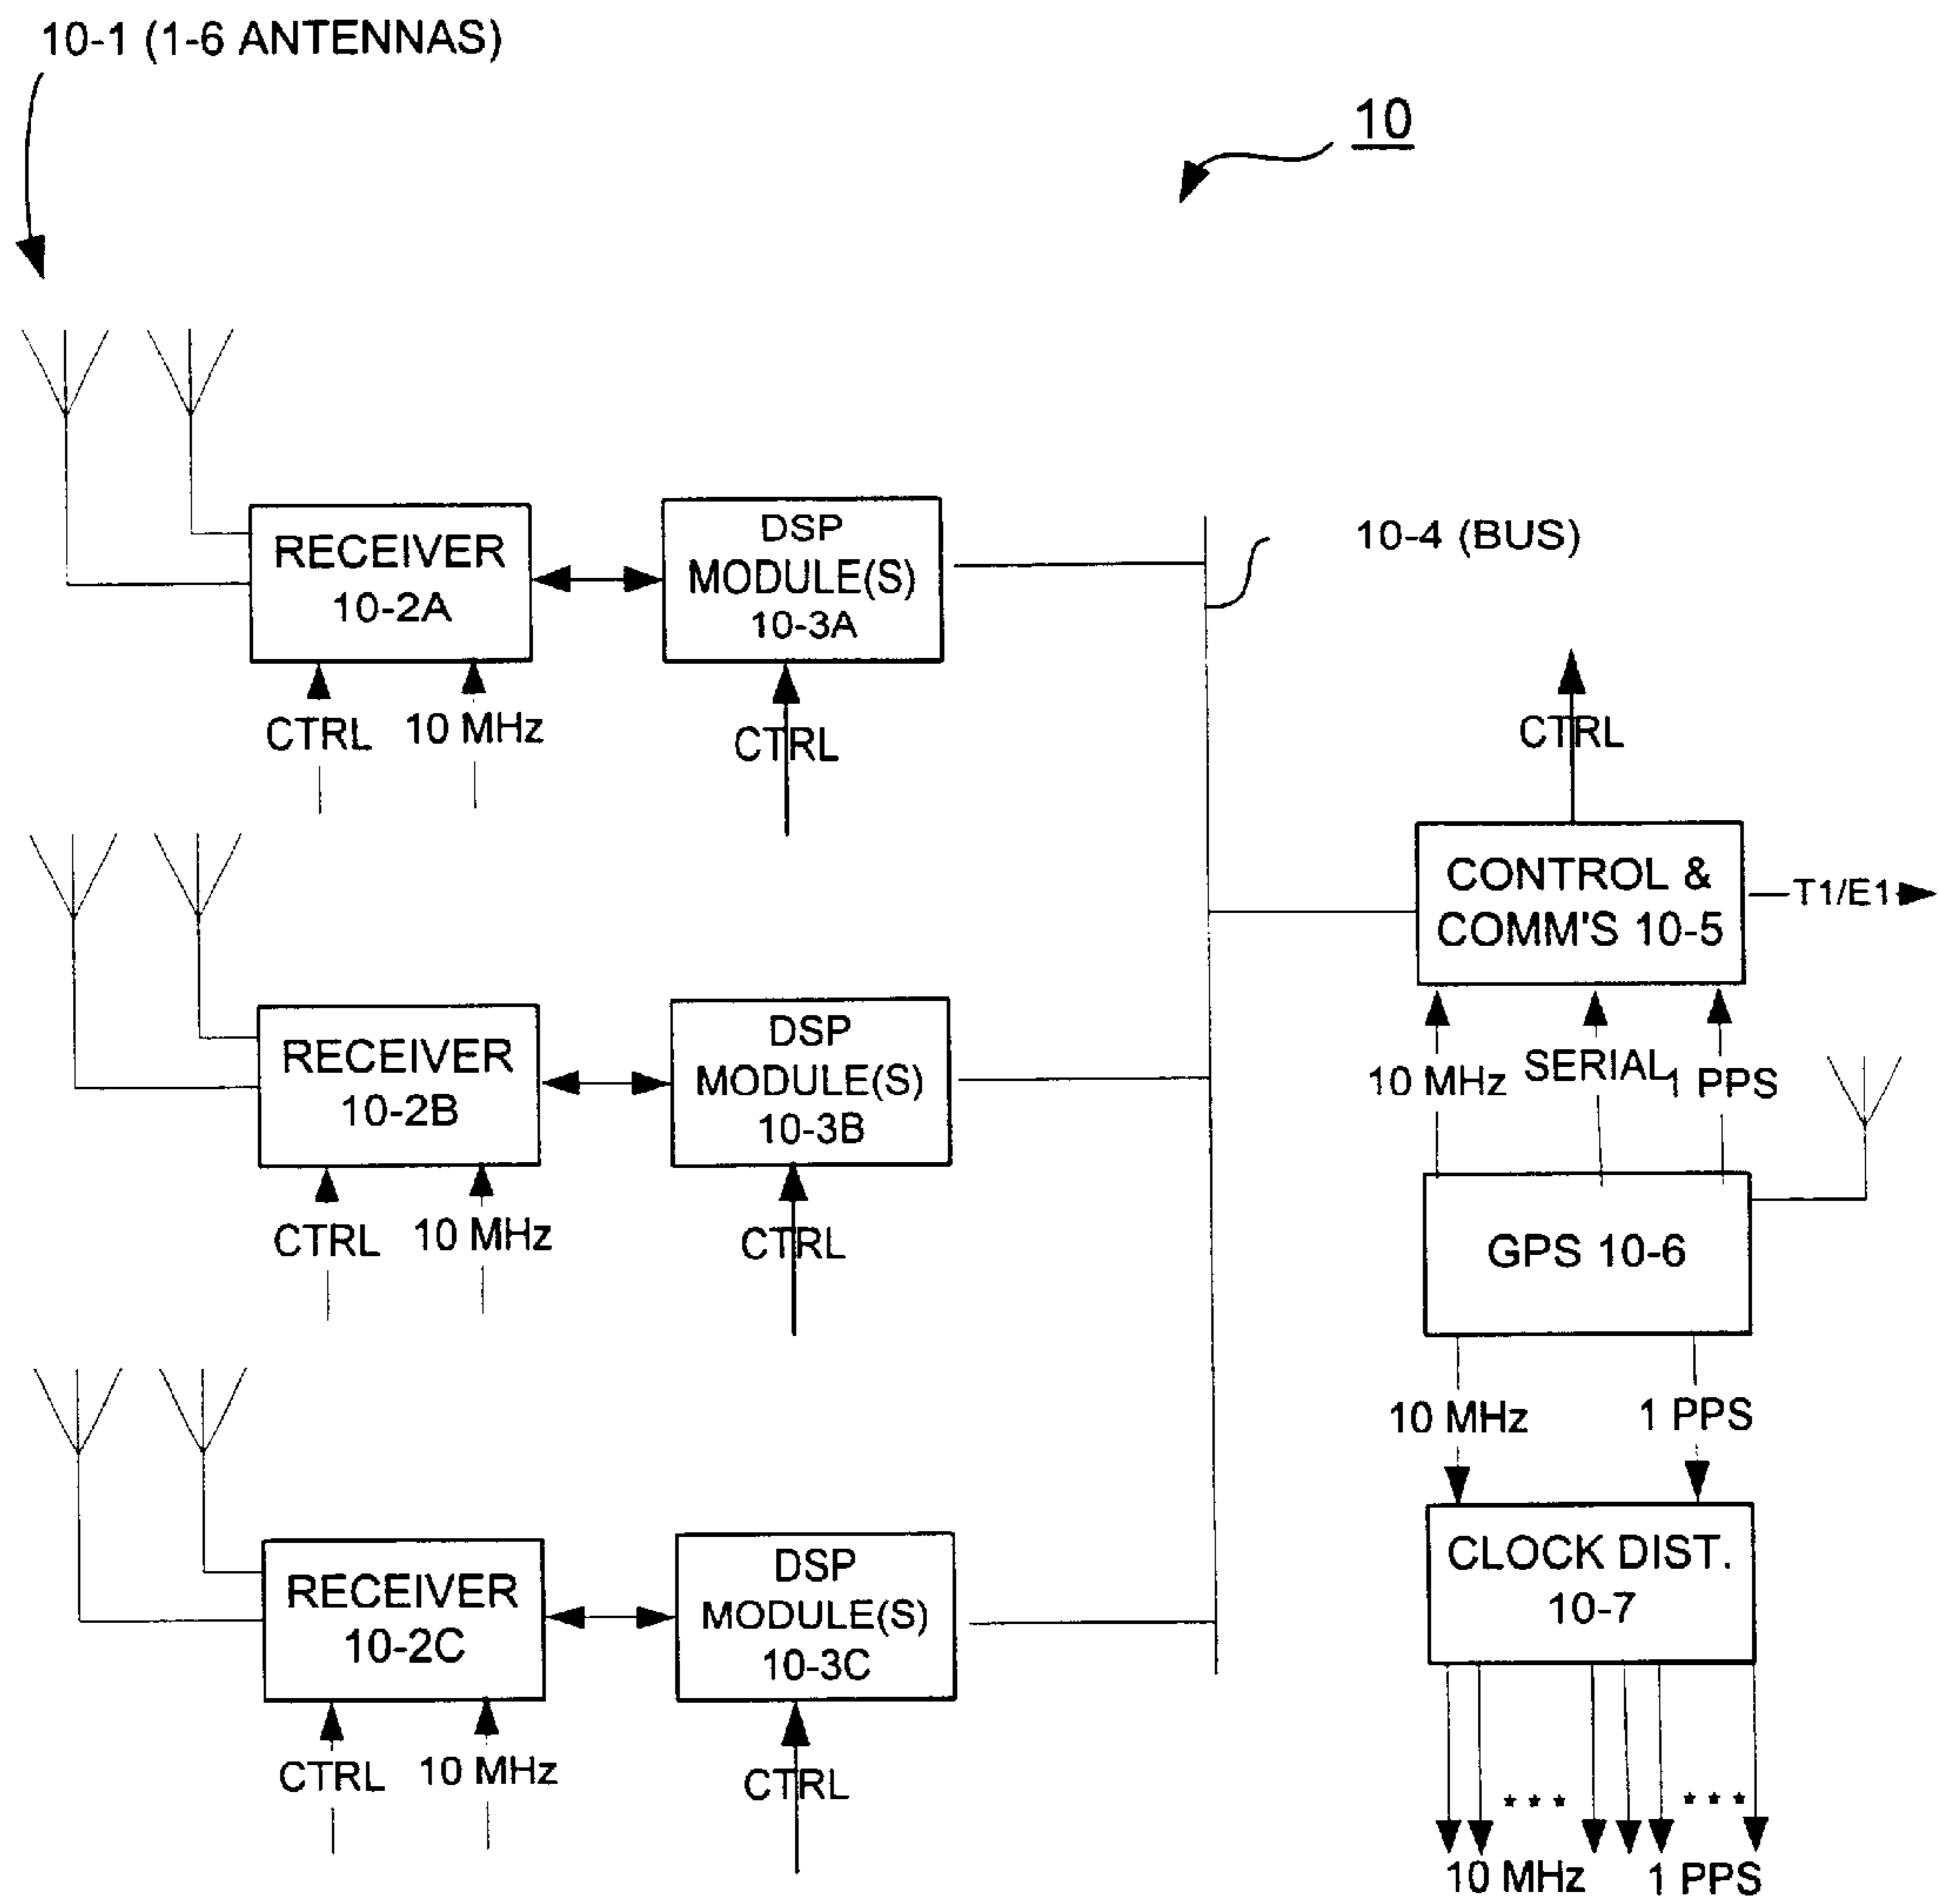 10-1 (1-6 ANTENNAS)
10
RECEIVER
10-2A
DSP
MODULE(S)
10-3A
10-4 (BUS)
CTRL
10 MHz
CTRL
CTRL
CONTROL &
COMM'S 10-5
T1/E1
RECEIVER
10-2B
DSP
MODULE(S)
10-3B
10 MHz
SERIAL
1 PPS
CTRL
10 MHz
CTRL
GPS 10-6
10 MHz
1 PPS
RECEIVER
10-2C
DSP
MODULE(S)
10-3C
CLOCK DIST.
10-7
CTRL
10 MHz
CTRL
* * *
* * *
10 MHz
1 PPS